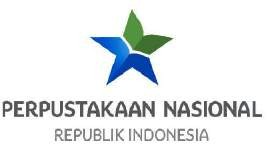 PERPUSTAKAAN NASIONAL
REPUBLIK INDONESIA